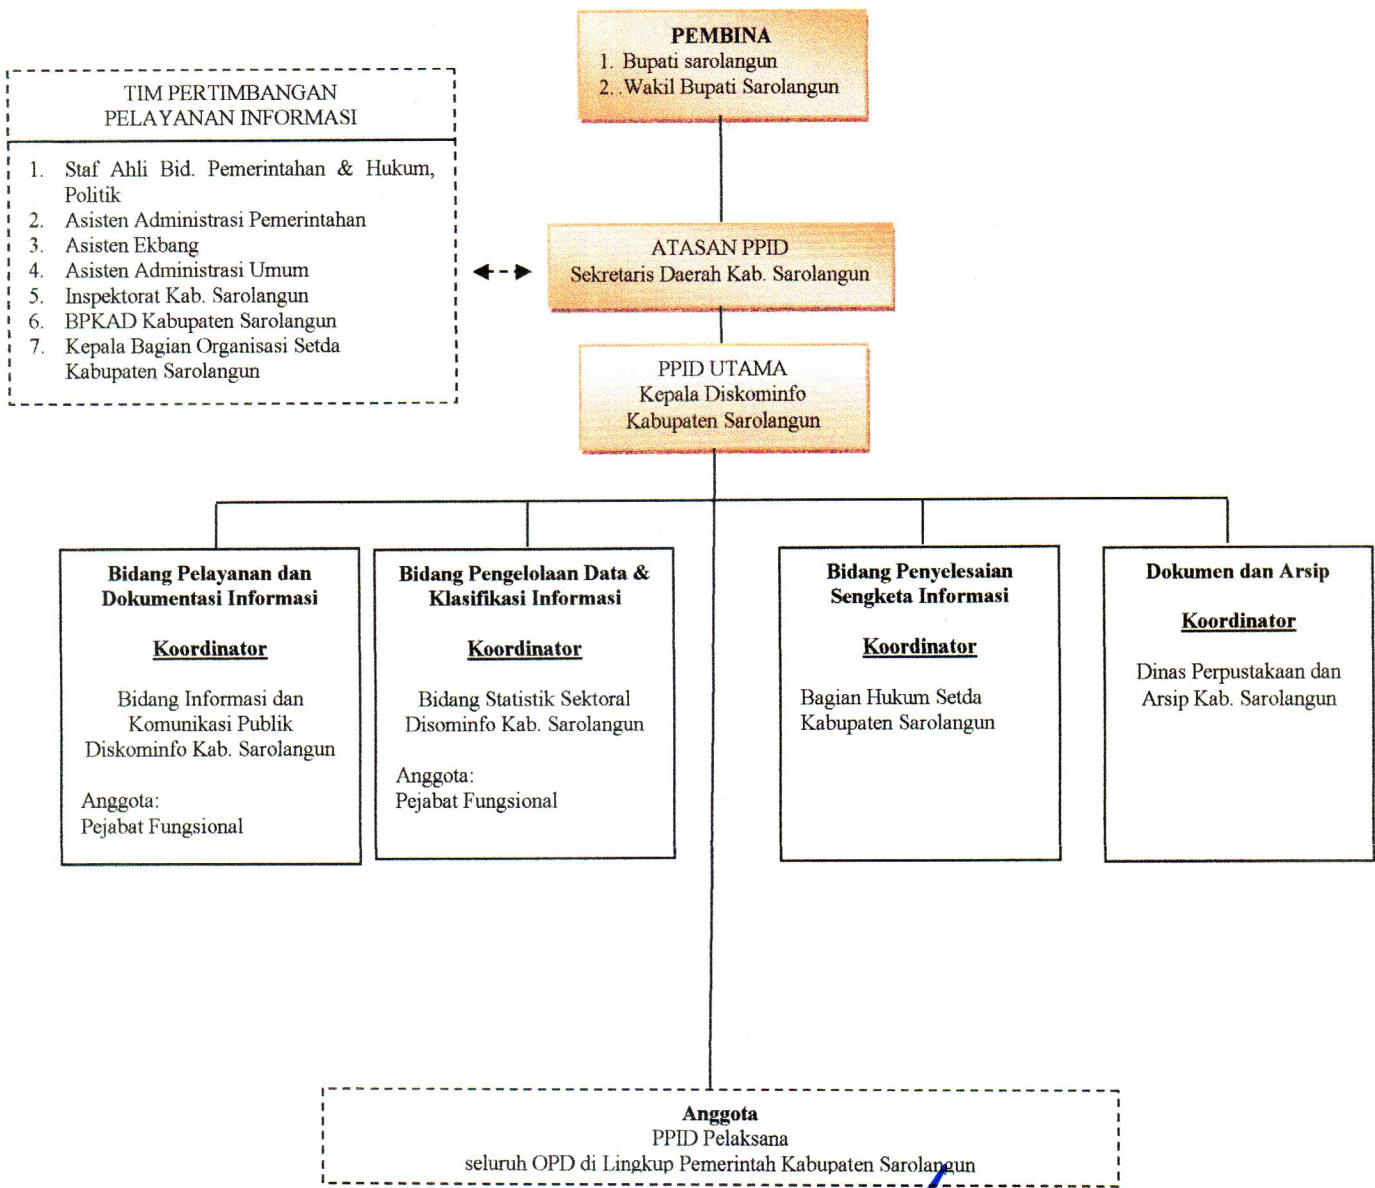 PEMBINA
1. Bupati sarolangun
2. .Wakil Bupati Sarolangun
TIM PERTIMBANGAN
PELAYANAN INFORMASI
1. Staf Ahli Bid. Pemerintahan & Hukum,
Politik
2. Asisten Administrasi Pemerintahan
3. Asisten Ekbang
4. Asisten Administrasi Umum
5. Inspektorat Kab. Sarolangun
6. BPKAD Kabupaten Sarolangun
7. Kepala Bagian Organisasi Setda
Kabupaten Sarolangun
ATASAN PPID
Sekretaris Daerah Kab. Sarolangun
PPID UTAMA
Kepala Diskominfo
Kabupaten Sarolangun
Bidang Pelayanan dan
Dokumentasi Informasi
Koordinator
Bidang Informasi dan
Komunikasi Publik
Diskominfo Kab. Sarolangun
Anggota:
Pejabat Fungsional
Bidang Pengelolaan Data &
Klasifikasi Informasi
Koordinator
Bidang Statistik Sektoral
Disominfo Kab. Sarolangun
Anggota:
Pejabat Fungsional
Bidang Penyelesaian
Sengketa Informasi
Koordinator
Bagian Hukum Setda
Kabupaten Sarolangun
Dokumen dan Arsip
Koordinator
Dinas Perpustakaan dan
Arsip Kab. Sarolangun
Anggota
PPID Pelaksana
seluruh OPD di Lingkup Pemerintah Kabupaten Sarolangun